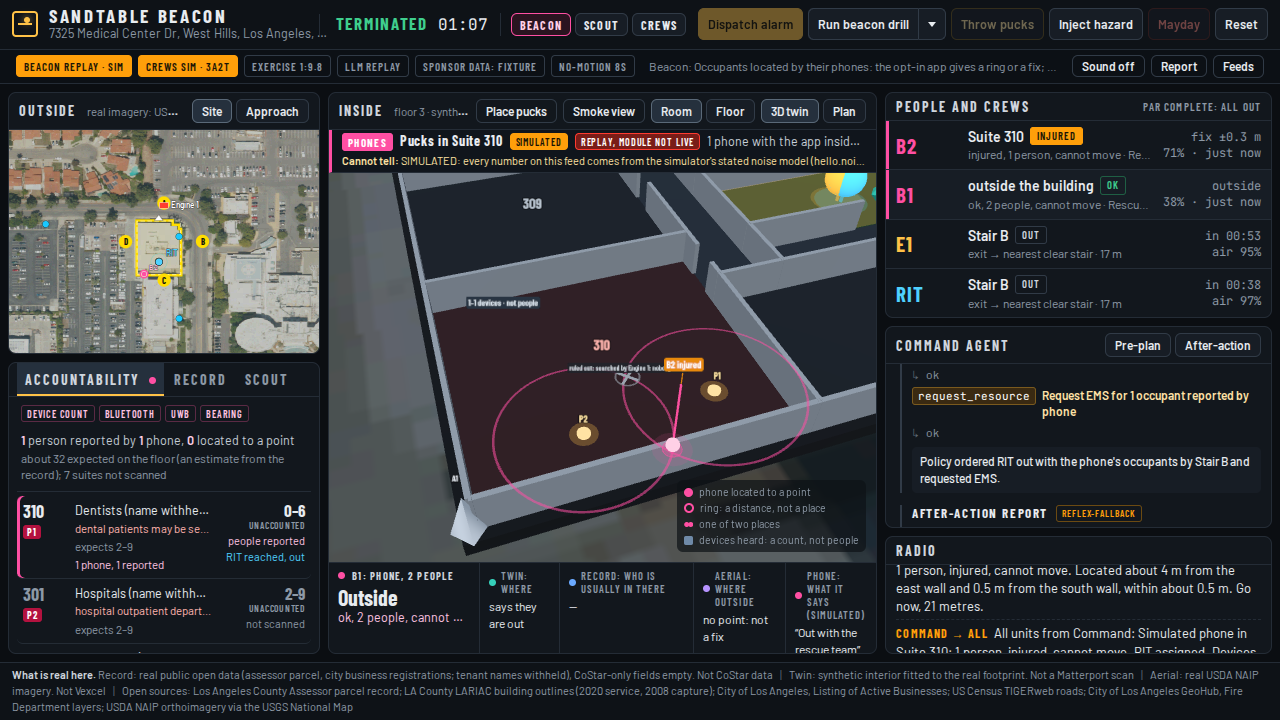 SANDTABLE BEACON
7325 Medical Center Dr, West Hills, Los Angeles, ...
TERMINATED 01:07
BEACON SCOUT CREWS
Dispatch alarm
Run beacon drill
Throw pucks
Inject hazard
Mayday
Reset
BEACON REPLAY · SIM
CREWS SIM · 3A2T
EXERCISE 1:9.8
LLM REPLAY
SPONSOR DATA: FIXTURE
NO-MOTION 8S
Beacon: Occupants located by their phones: the opt-in app gives a ring or a fix; ...
Sound off
Report
Feeds
OUTSIDE real imagery: US... Site Approach
Engine 1
D
B
C
ACCOUNTABILITY RECORD SCOUT
DEVICE COUNT BLUETOOTH UWB BEARING
1 person reported by 1 phone, 0 located to a point
about 32 expected on the floor (an estimate from the
record); 7 suites not scanned
310 Dentists (name withhe... 0–6
P1 dental patients may be se... UNACCOUNTED
people reported
expects 2–9
RIT reached, out
1 phone, 1 reported
301 Hospitals (name withh... 2–9
P2 hospital outpatient depart... UNACCOUNTED
not scanned
expects 2–9
INSIDE floor 3 · synth... Place pucks Smoke view Room Floor 3D twin Plan
PHONES Pucks in Suite 310 SIMULATED REPLAY, MODULE NOT LIVE 1 phone with the app insid...
Cannot tell: SIMULATED: every number on this feed comes from the simulator's stated noise model (hello.noi...
309
1-1 devices · not people
310
B2 injured
P1
P2
A1
phone located to a point
ring: a distance, not a place
one of two places
devices heard: a count, not people
B1: PHONE, 2 PEOPLE
Outside
ok, 2 people, cannot ...
TWIN: WHERE
says they
are out
RECORD: WHO IS
USUALLY IN THERE
—
AERIAL:
WHERE
OUTSIDE
no point: not
a fix
PHONE:
WHAT IT
SAYS
(SIMULATED)
"Out with the
rescue team"
PEOPLE AND CREWS PAR COMPLETE: ALL OUT
B2 Suite 310 INJURED fix ±0.3 m
injured, 1 person, cannot move · Re... 71% · just now
B1 outside the building OK outside
ok, 2 people, cannot move · Rescu... 38% · just now
E1 Stair B OUT in 00:53
exit → nearest clear stair · 17 m air 95%
RIT Stair B OUT in 00:38
exit → nearest clear stair · 17 m air 97%
COMMAND AGENT Pre-plan After-action
↳ ok
request_resource Request EMS for 1 occupant reported by
phone
↳ ok
Policy ordered RIT out with the phone's occupants by Stair B and
requested EMS.
AFTER-ACTION REPORT REFLEX-FALLBACK
RADIO
1 person, injured, cannot move. Located about 4 m from the
east wall and 0.5 m from the south wall, within about 0.5 m. Go
now, 21 metres.
COMMAND → ALL All units from Command: Simulated phone in
Suite 310: 1 person, injured, cannot move. RIT assigned. Devices
What is real here. Record: real public open data (assessor parcel, city business registrations; tenant names withheld), CoStar-only fields empty. Not CoStar data | Twin: synthetic interior fitted to the real footprint. Not a Matterport scan | Aerial: real USDA NAIP
imagery. Not Vexcel | Open sources: Los Angeles County Assessor parcel record; LA County LARIAC building outlines (2020 service, 2008 capture); City of Los Angeles, Listing of Active Businesses; US Census TIGERweb roads; City of Los Angeles GeoHub, Fire
Department layers; USDA NAIP orthoimagery via the USGS National Map